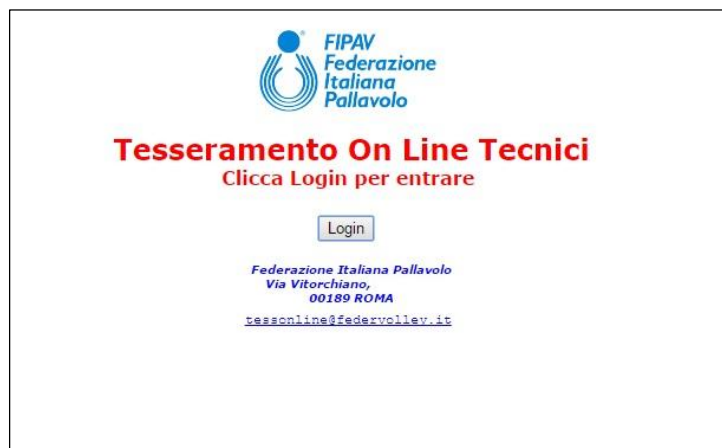 FIPAV
Federazione
Italiana
Pallavolo
Tesseramento On Line Tecnici
Clicca Login per entrare
Login
Federazione Italiana Pallavolo
Via Vitorchiano,
00189 ROMA
tessonline@federvolley.it